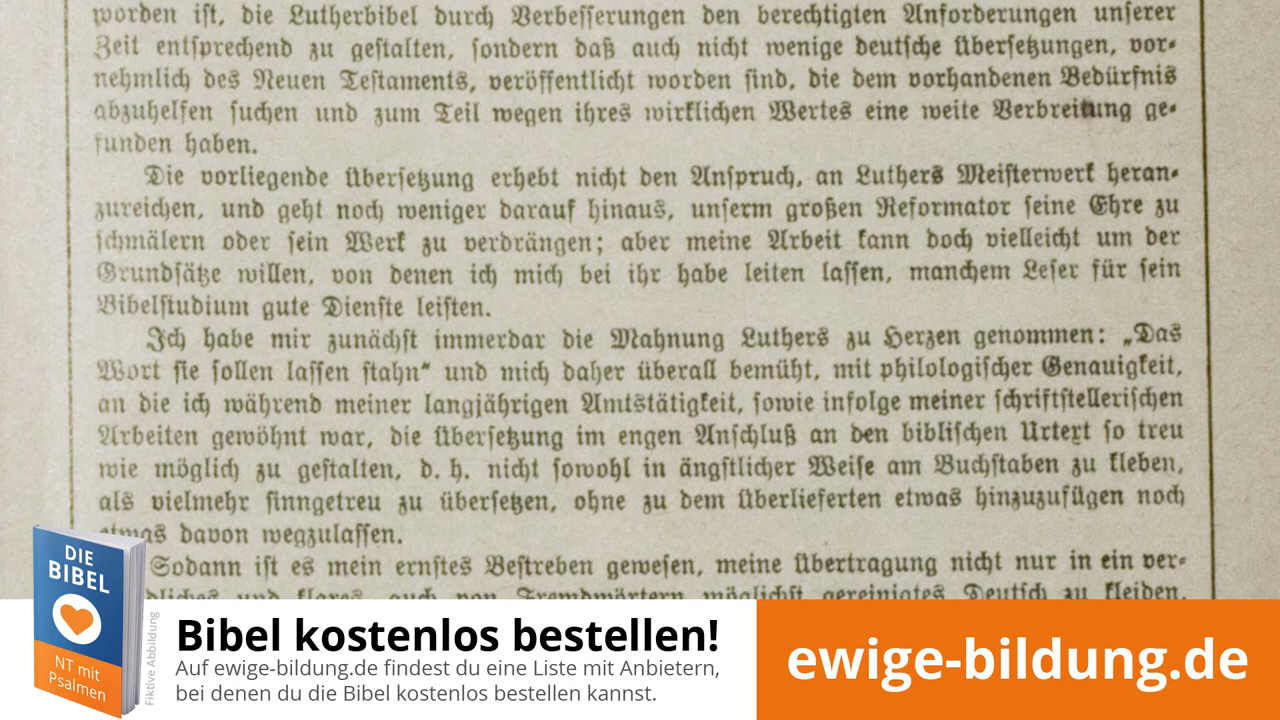 worden ist, die Lutherbibel durch Verbesserungen den berechtigten Anforderungen unserer
Zeit entsprechend zu gestalten, sondern daß auch nicht wenige deutsche Übersetzungen, vor-
nehmlich des Neuen Testaments, veröffentlicht worden sind, die dem vorhandenen Bedürfnis
abzuhelfen suchen und zum Teil wegen ihres wirklichen Wertes eine weite Verbreitung ge-
funden haben.
Die vorliegende Übersetzung erhebt nicht den Anspruch, an Luthers Meisterwerk heran-
zureichen, und geht noch weniger darauf hinaus, unserm großen Reformator seine Ehre zu
schmälern oder sein Werk zu verdrängen; aber meine Arbeit kann doch vielleicht um der
Grundsätze willen, von denen ich mich bei ihr habe leiten lassen, manchem Leser für sein
Bibelstudium gute Dienste leisten.
Ich habe mir zunächst immerdar die Mahnung Luthers zu Herzen genommen: „Das
Wort sie sollen lassen stahn“ und mich daher überall bemüht, mit philologischer Genauigkeit,
an die ich während meiner langjährigen Amtstätigkeit, sowie infolge meiner schriftstellerischen
Arbeiten gewöhnt war, die Übersetzung im engen Anschluß an den biblischen Urtext so treu
wie möglich zu gestalten, d. h. nicht sowohl in ängstlicher Weise am Buchstaben zu kleben,
als vielmehr sinngetreu zu übersetzen, ohne zu dem Überlieferten etwas hinzuzufügen noch
etwas davon wegzulassen.
Sodann ist es mein ernstes Bestreben gewesen, meine Übertragung nicht nur in ein ver-
und klares, auch von Fremdwörtern möglichst gereinigtes Deutsch zu kleiden,
DIE
BIBEL
NT mit
Psalmen
Fiktive Abbildung
Bibel kostenlos bestellen!
Auf ewige-bildung.de findest du eine Liste mit Anbietern,
bei denen du die Bibel kostenlos bestellen kannst.
ewige-bildung.de